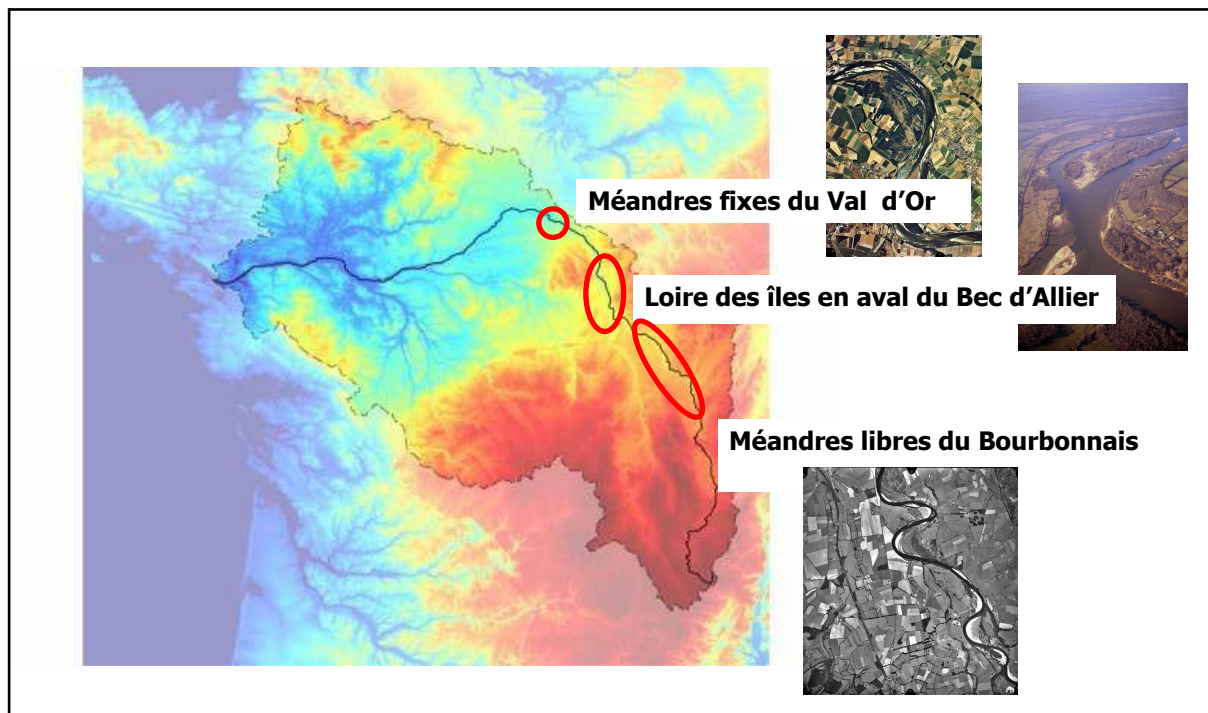 Méandres fixes du Val d’Or
Loire des îles en aval du Bec d’Allier
Méandres libres du Bourbonnais